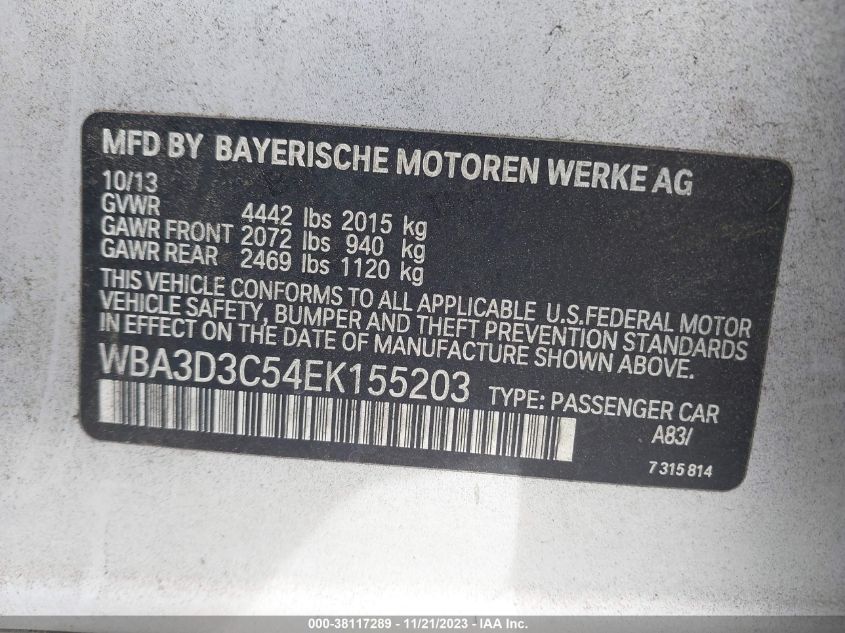 MFD BY BAYERISCHE MOTOREN WERKE AG
10/13
GVWR 4442 lbs 2015 kg
GAWR FRONT 2072 lbs 940 kg
GAWR REAR 2469 lbs 1120 kg
THIS VEHICLE CONFORMS TO ALL APPLICABLE U.S.FEDERAL MOTOR
VEHICLE SAFETY, BUMPER AND THEFT PREVENTION STANDARDS
IN EFFECT ON THE DATE OF MANUFACTURE SHOWN ABOVE.
WBA3D3C54EK155203 TYPE: PASSENGER CAR
A83/
7 315 814
000-38117289 - 11/21/2023 - IAA Inc.